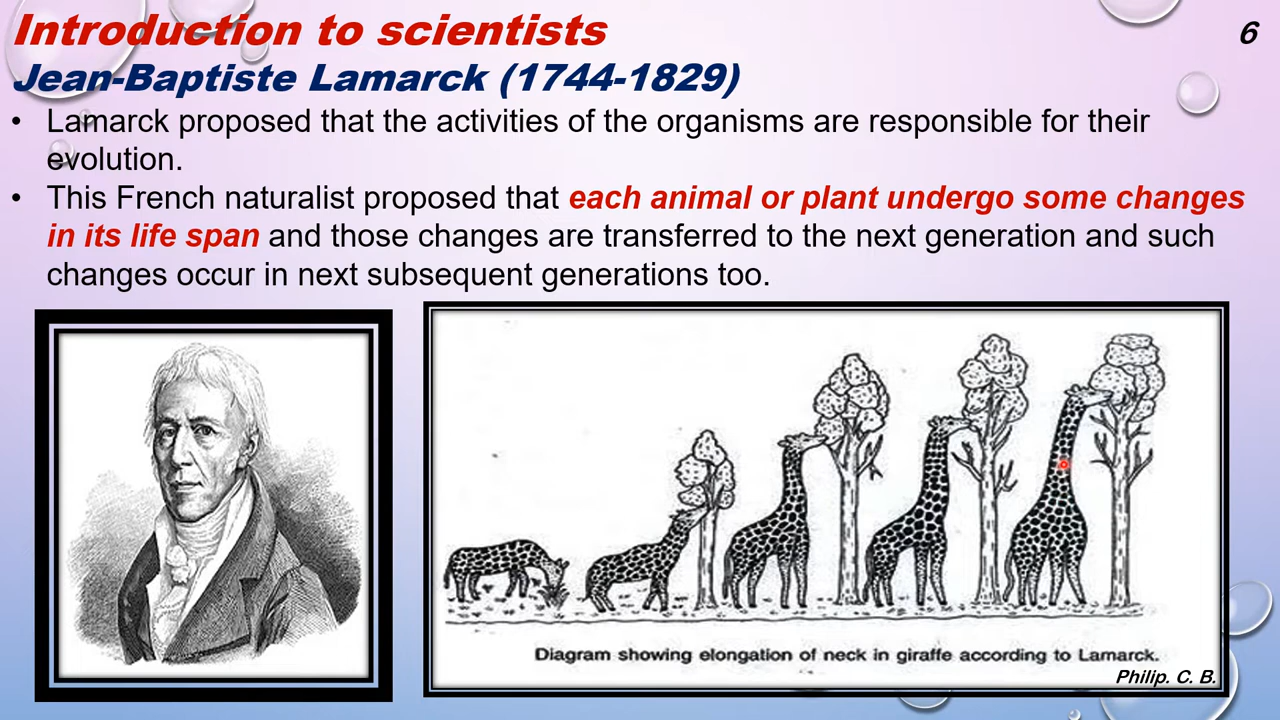 Introduction to scientists
6
Jean-Baptiste Lamarck (1744-1829)
• Lamarck proposed that the activities of the organisms are responsible for their
evolution.
• This French naturalist proposed that each animal or plant undergo some changes
in its life span and those changes are transferred to the next generation and such
changes occur in next subsequent generations too.
Diagram showing elongation of neck in giraffe according to Lamarck.
Philip. C. B.